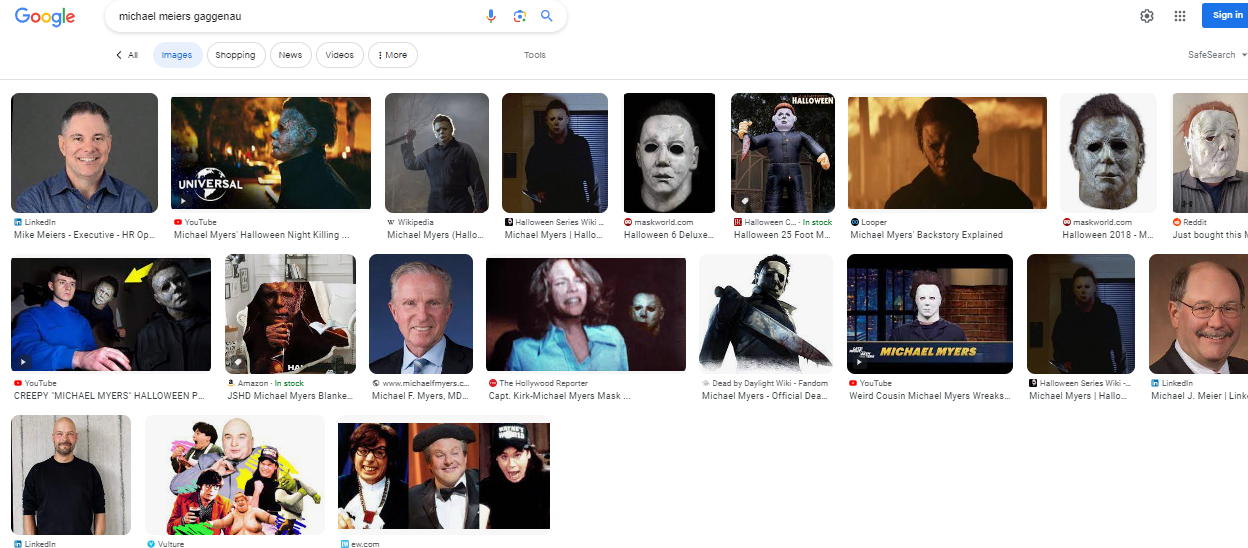 Google
michael meiers gaggenau
Sign in
All
Images
Shopping
News
Videos
More
Tools
SafeSearch
UNIVERSAL
HALLOWEEN
LinkedIn
Mike Meiers - Executive - HR Op...
YouTube
Michael Myers' Halloween Night Killing ...
Wikipedia
Michael Myers (Hallo...
Halloween Series Wiki ...
Michael Myers | Hallo...
maskworld.com
Halloween 6 Deluxe...
Halloween C... · In stock
Halloween 25 Foot M...
Looper
Michael Myers' Backstory Explained
maskworld.com
Halloween 2018 - M...
Reddit
Just bought this M
MICHAEL MYERS
YouTube
CREEPY "MICHAEL MYERS" HALLOWEEN P...
Amazon · In stock
JSHD Michael Myers Blanke...
www.michaelfmyers.c...
Michael F. Myers, MD...
The Hollywood Reporter
Capt. Kirk-Michael Myers Mask ...
Dead by Daylight Wiki - Fandom
Michael Myers - Official Dea...
YouTube
Weird Cousin Michael Myers Wreaks...
Halloween Series Wiki -...
Michael Myers | Hallo...
LinkedIn
Michael J. Meier | Link
WAYNE'S
WORLD
LinkedIn
Vulture
ew.com